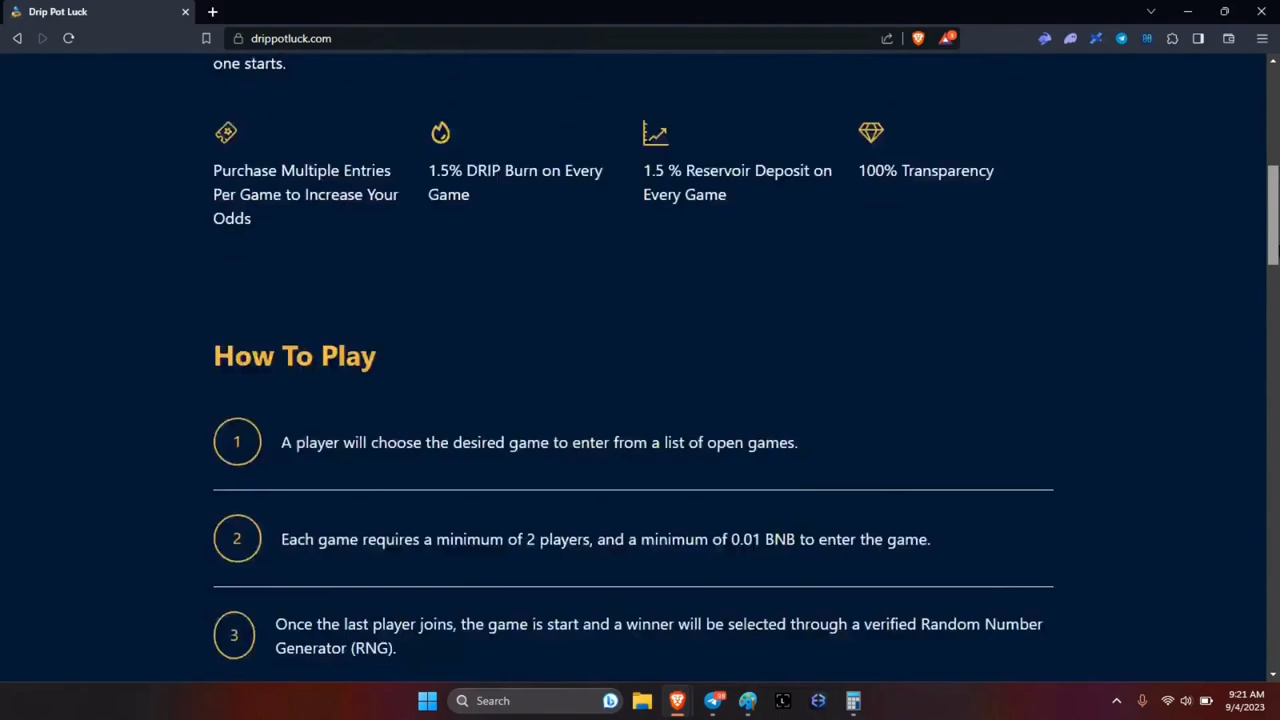 Drip Pot Luck
drippotluck.com
one starts.
Purchase Multiple Entries
Per Game to Increase Your
Odds
1.5% DRIP Burn on Every
Game
1.5 % Reservoir Deposit on
Every Game
100% Transparency
How To Play
1
A player will choose the desired game to enter from a list of open games.
2
Each game requires a minimum of 2 players, and a minimum of 0.01 BNB to enter the game.
3
Once the last player joins, the game is start and a winner will be selected through a verified Random Number
Generator (RNG).
Search
9:21 AM
9/4/2023